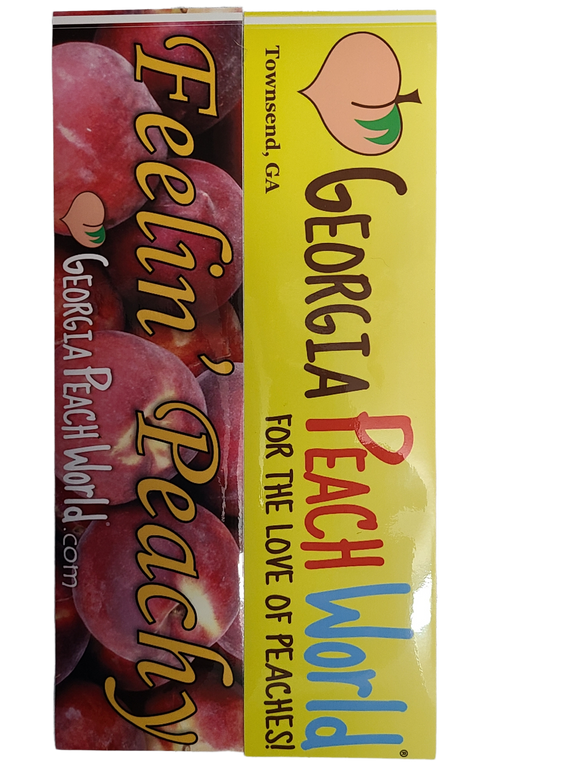 GEORGIA PEACH World®
FOR THE LOVE OF PEACHES!
Townsend, GA
Feelin' Peachy
GEORGIA PEACH World.com